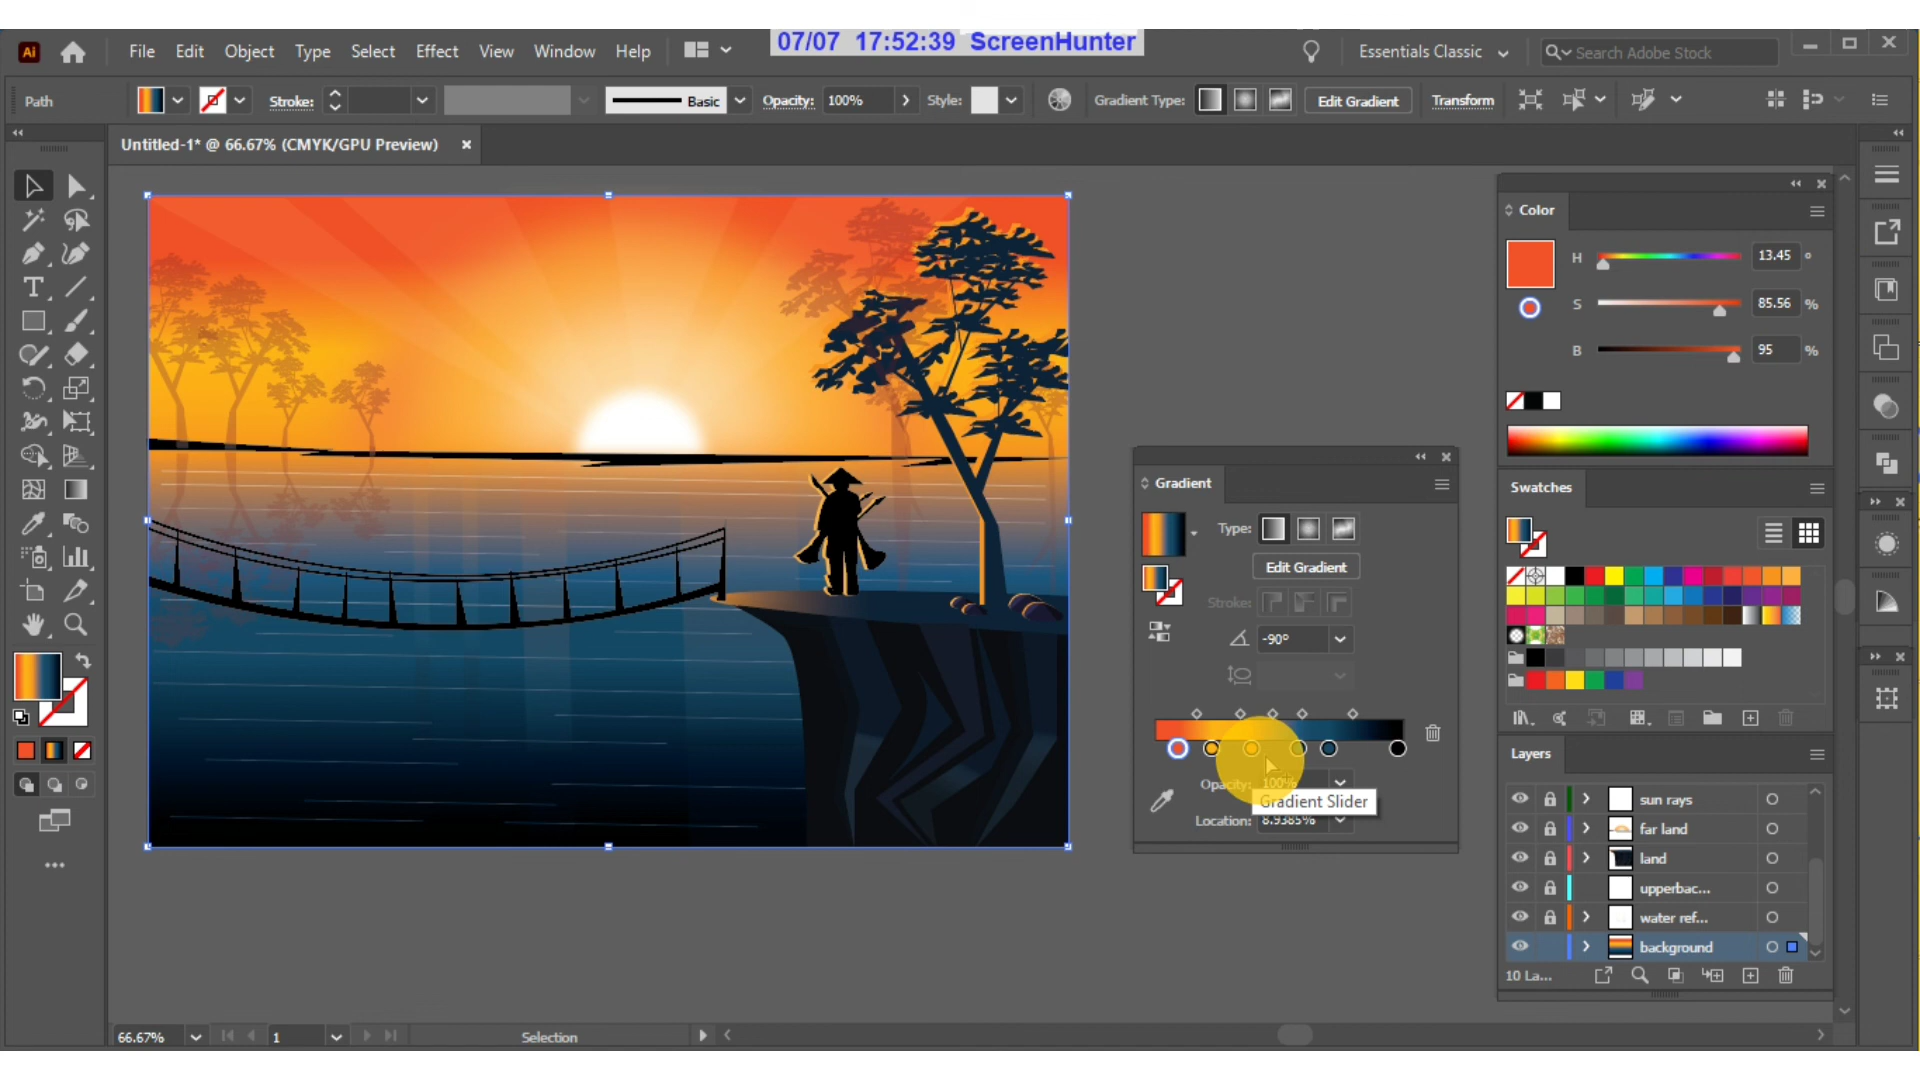 07/07 17:52:39 ScreenHunter
Ai File Edit Object Type Select Effect View Window Help Essentials Classic Search Adobe Stock
Path Stroke: Basic Opacity: 100% Style: Gradient Type: Edit Gradient Transform
Untitled-1* @ 66.67% (CMYK/GPU Preview)
Color
H 13.45 °
S 85.56 %
B 95 %
Gradient
Type:
Edit Gradient
Stroke:
-90°
Opacity: 100%
Gradient Slider
Location: 8.9385%
Swatches
Layers
sun rays
far land
land
upperbac...
water ref...
background
10 La...
66.67% 1 Selection